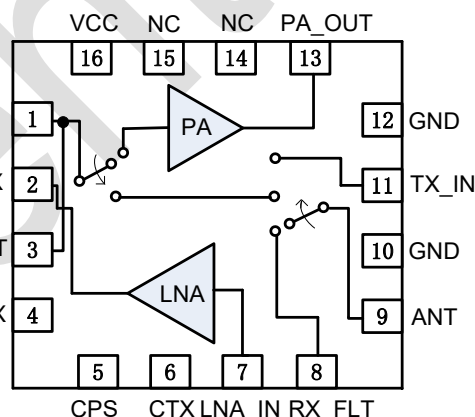 VCC NC NC PA_OUT
16 15 14 13
1 PA 12 GND
X 2 11 TX_IN
T 3 10 GND
LNA
X 4 9 ANT
5 6 7 8
CPS CTX LNA_IN RX_FLT